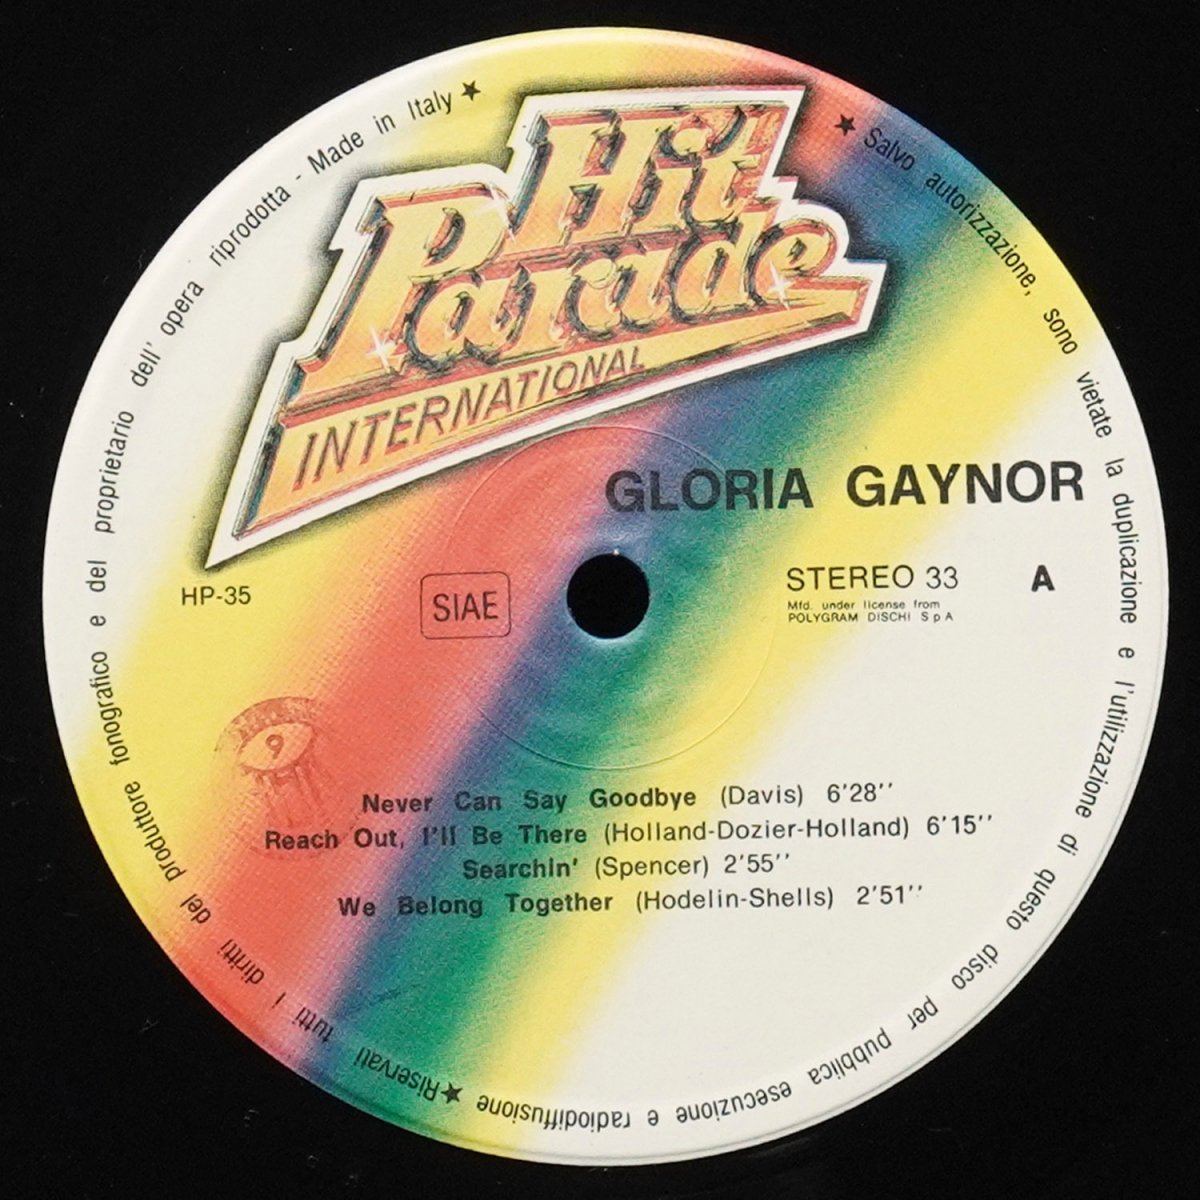 Hit
Parade
INTERNATIONAL
GLORIA GAYNOR
HP-35
SIAE
STEREO 33
A
Mfd. under license from
POLYGRAM DISCHI S p A
9
Never Can Say Goodbye (Davis) 6'28''
Reach Out, I'll Be There (Holland-Dozier-Holland) 6'15''
Searchin' (Spencer) 2'55''
We Belong Together (Hodelin-Shells) 2'51''
★ Riservati tutti i diritti del produttore fonografico e del proprietario dell' opera riprodotta - Made in Italy ★
★ Salvo autorizzazione, sono vietate la duplicazione e l'utilizzazione di questo disco per pubblica esecuzione e radiodiffusione